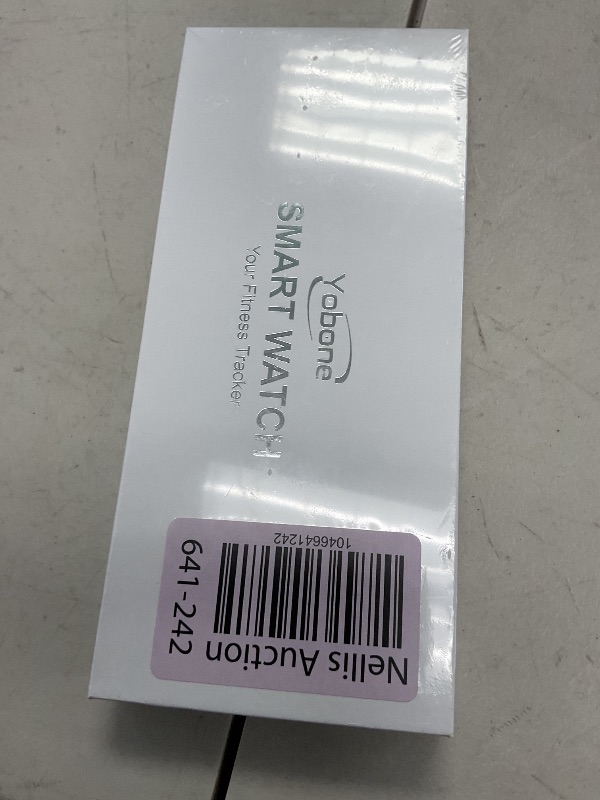 Yobone
SMART WATCH
Your Fitness Tracker
Nellis Auction
1046641242
641-242